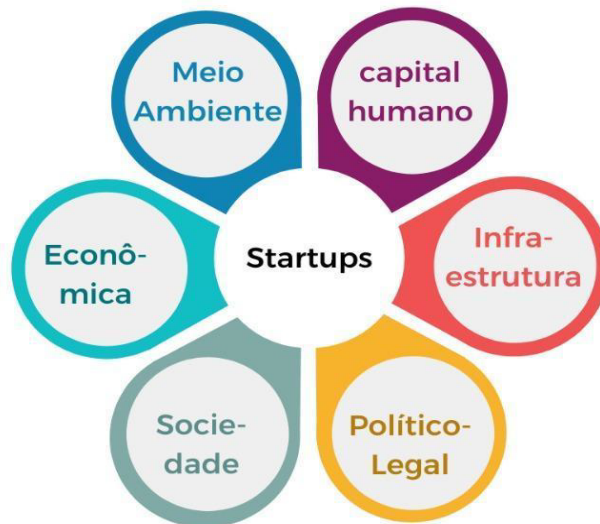 Meio
Ambiente
capital
humano
Econô-
mica
Startups
Infra-
estrutura
Socie-
dade
Político-
Legal